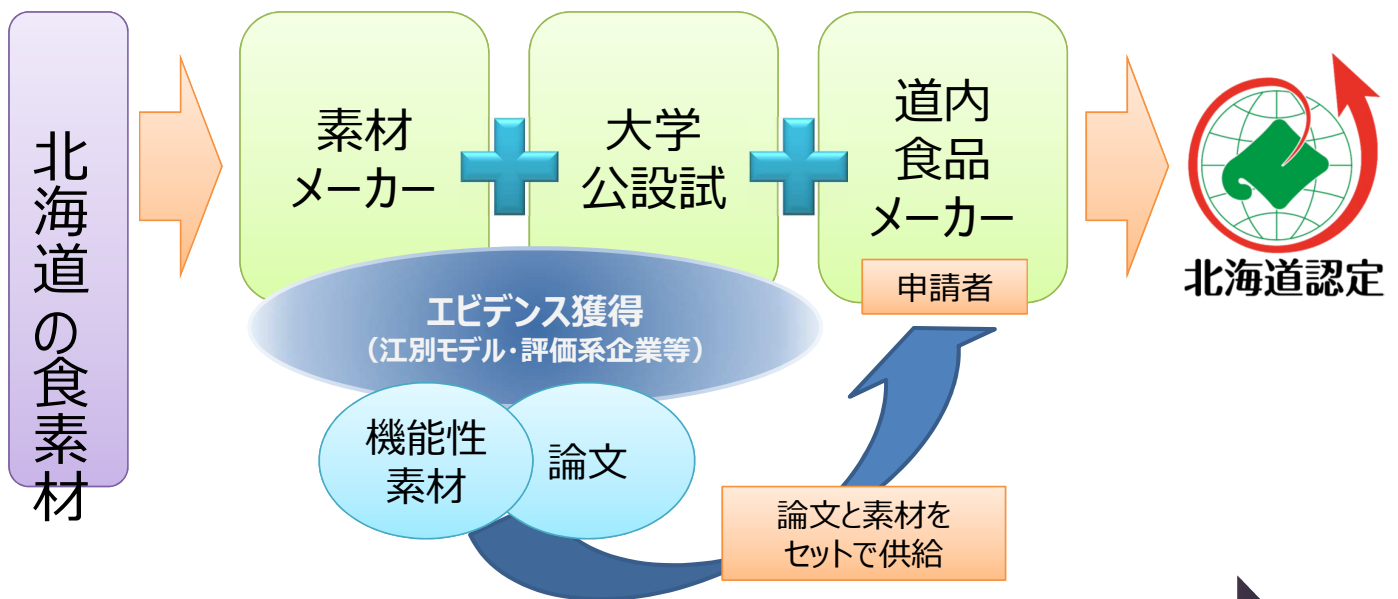 北海道の食素材
素材
メーカー
大学
公設試
道内
食品
メーカー
申請者
北海道認定
エビデンス獲得
（江別モデル・評価系企業等）
機能性
素材
論文
論文と素材を
セットで供給